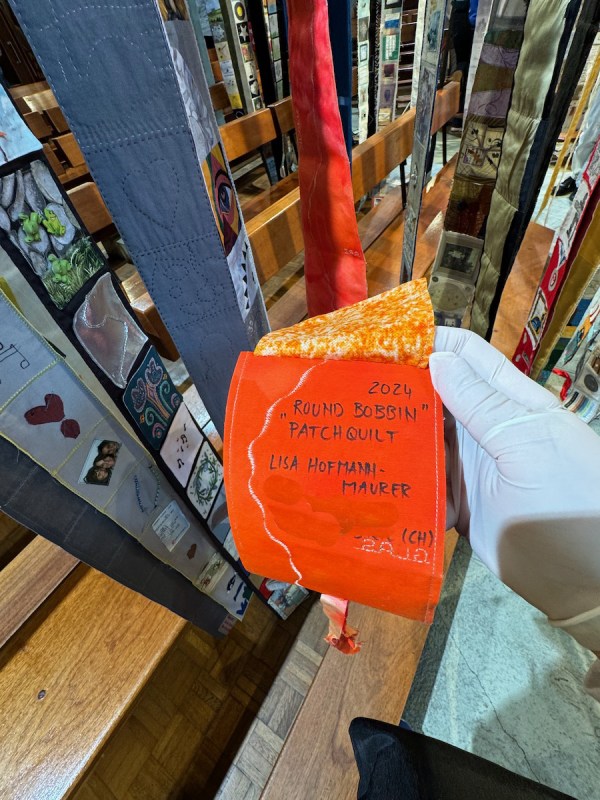 2024
„ROUND BOBBIN"
PATCHQUILT
LISA HOFMANN-
MAURER
(CH)